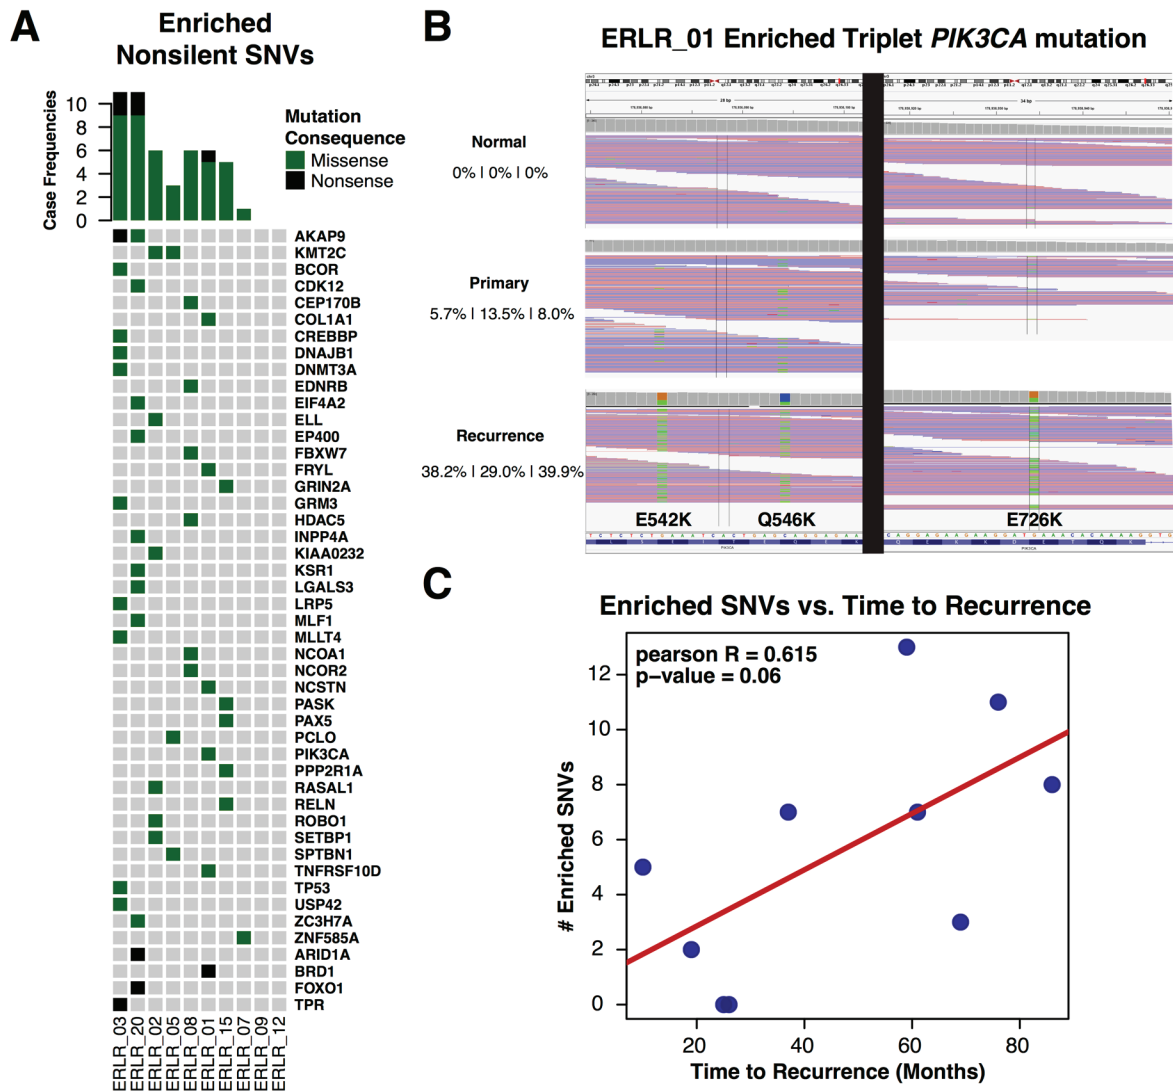 A
Enriched
Nonsilent SNVs
Case Frequencies
10
8
6
4
2
0
Mutation
Consequence
Missense
Nonsense
AKAP9
KMT2C
BCOR
CDK12
CEP170B
COL1A1
CREBBP
DNAJB1
DNMT3A
EDNRB
EIF4A2
ELL
EP400
FBXW7
FRYL
GRIN2A
GRM3
HDAC5
INPP4A
KIAA0232
KSR1
LGALS3
LRP5
MLF1
MLLT4
NCOA1
NCOR2
NCSTN
PASK
PAX5
PCLO
PIK3CA
PPP2R1A
RASAL1
RELN
ROBO1
SETBP1
SPTBN1
TNFRSF10D
TP53
USP42
ZC3H7A
ZNF585A
ARID1A
BRD1
FOXO1
TPR
ERLR_03
ERLR_20
ERLR_02
ERLR_05
ERLR_08
ERLR_01
ERLR_15
ERLR_07
ERLR_09
ERLR_12
B
ERLR_01 Enriched Triplet PIK3CA mutation
Normal
0% | 0% | 0%
Primary
5.7% | 13.5% | 8.0%
Recurrence
38.2% | 29.0% | 39.9%
E542K
Q546K
E726K
PIK3CA
PIK3CA
C
Enriched SNVs vs. Time to Recurrence
pearson R = 0.615
p−value = 0.06
# Enriched SNVs
12
10
8
6
4
2
0
20
40
60
80
Time to Recurrence (Months)